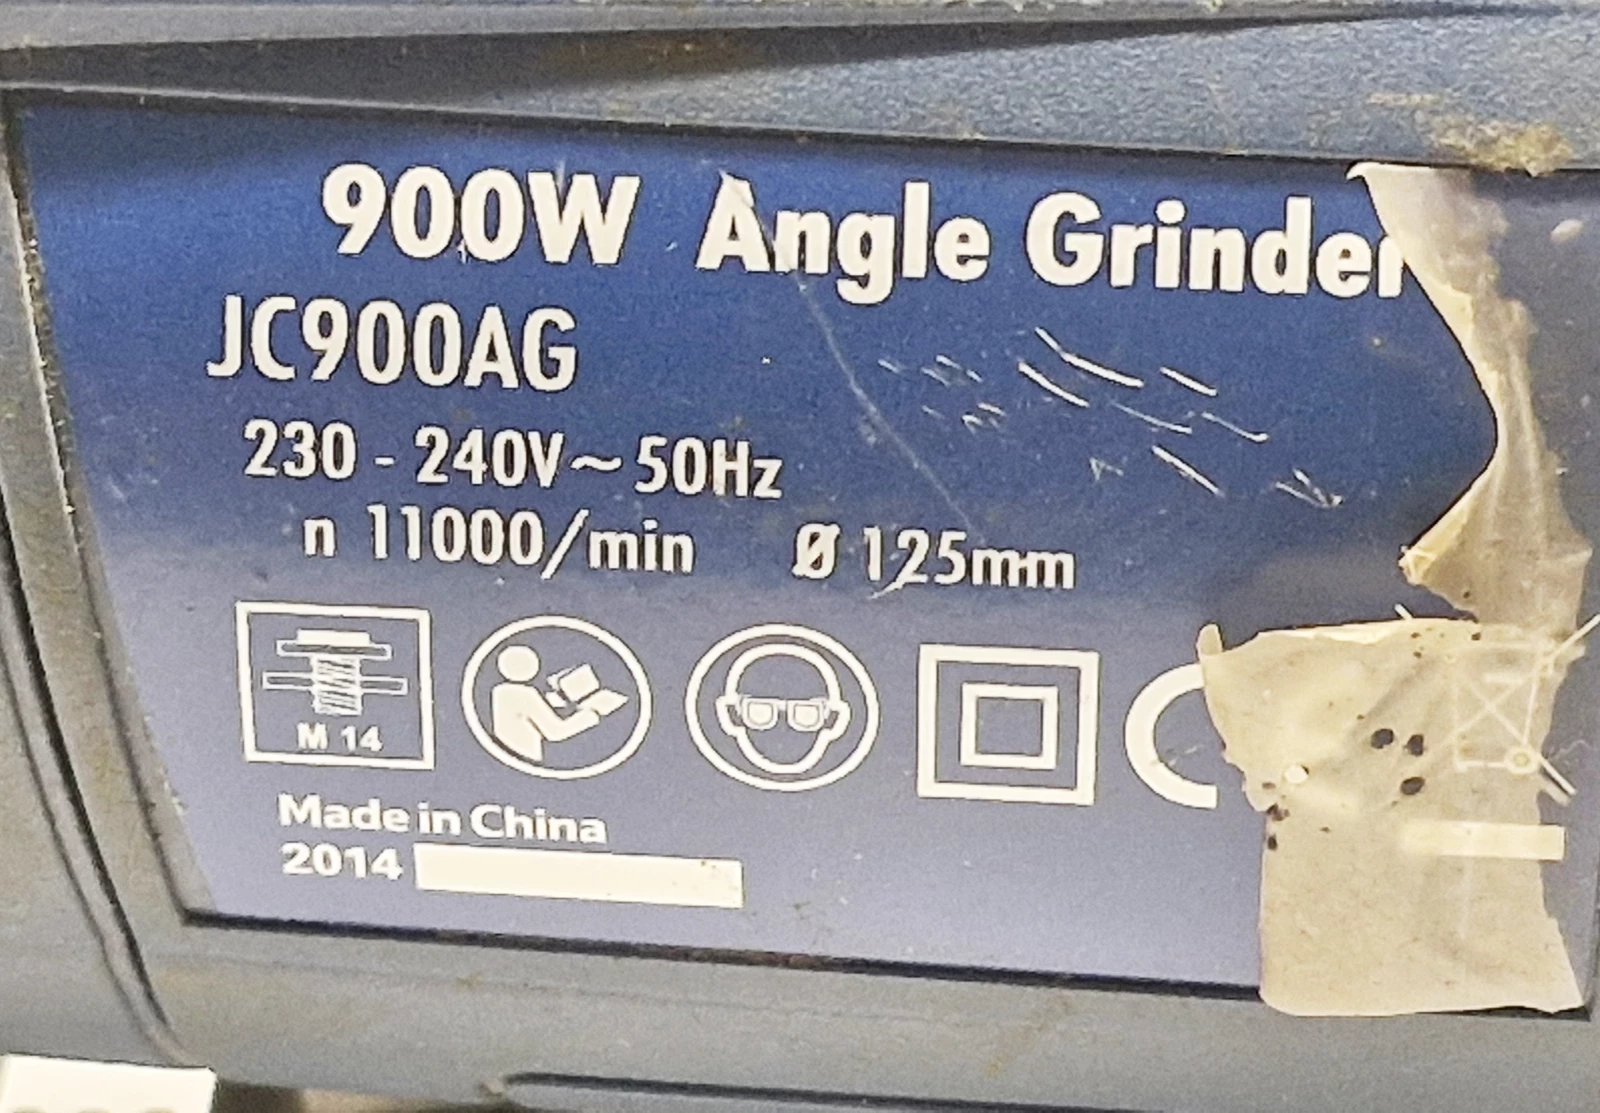 900W Angle Grinder
JC900AG
230 - 240V~50Hz
n 11000/min Ø 125mm
M 14
Made in China
2014